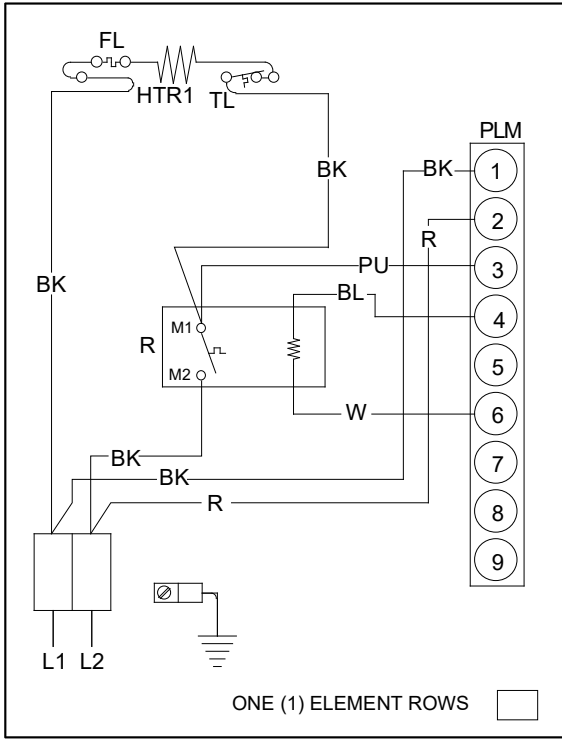 FL
HTR1
TL
PLM
BK
BK
1
R
2
BK
PU
3
BL
4
M1
R
M2
5
W
6
BK
7
BK
R
8
9
L1 L2
ONE (1) ELEMENT ROWS